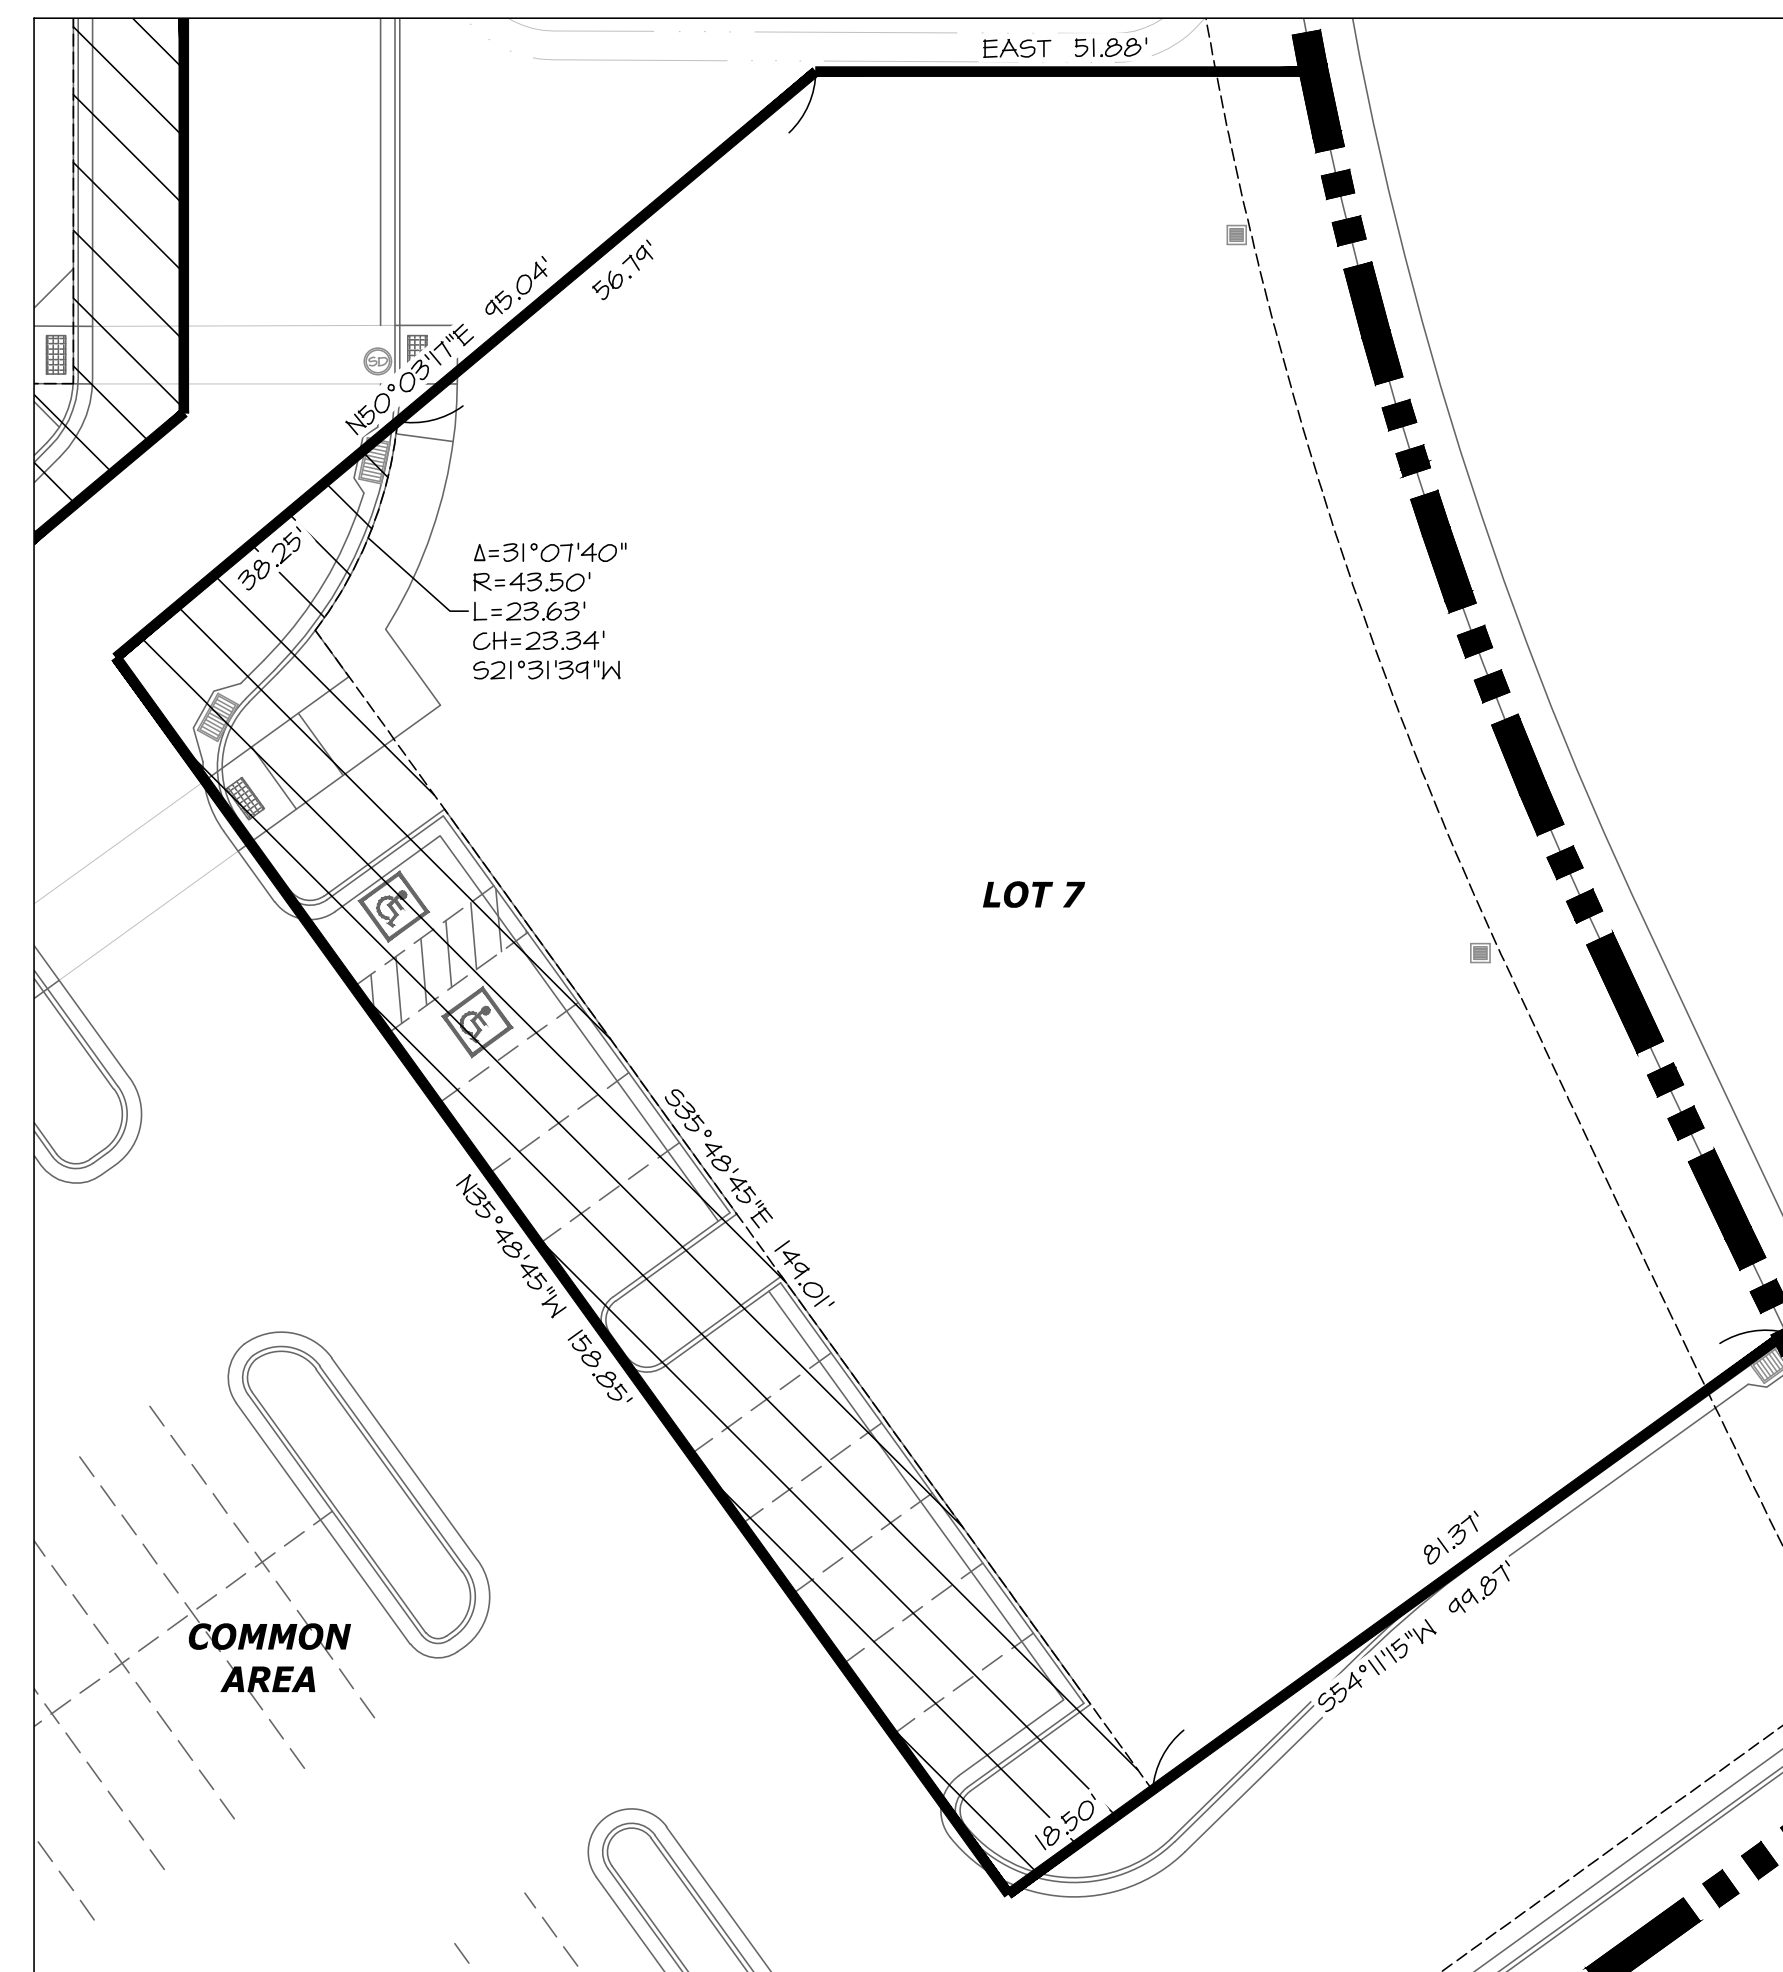 EAST 51.88'
N50°03'17"E 95.04'
56.79'
SD
38.25'
Δ=31°07'40"
R=43.50'
L=23.63'
CH=23.34'
S21°31'39"W
LOT 7
S35°48'45"E 149.01'
N35°48'45"W 158.85'
81.37'
S54°11'15"W 99.87'
COMMON
AREA
18.50'